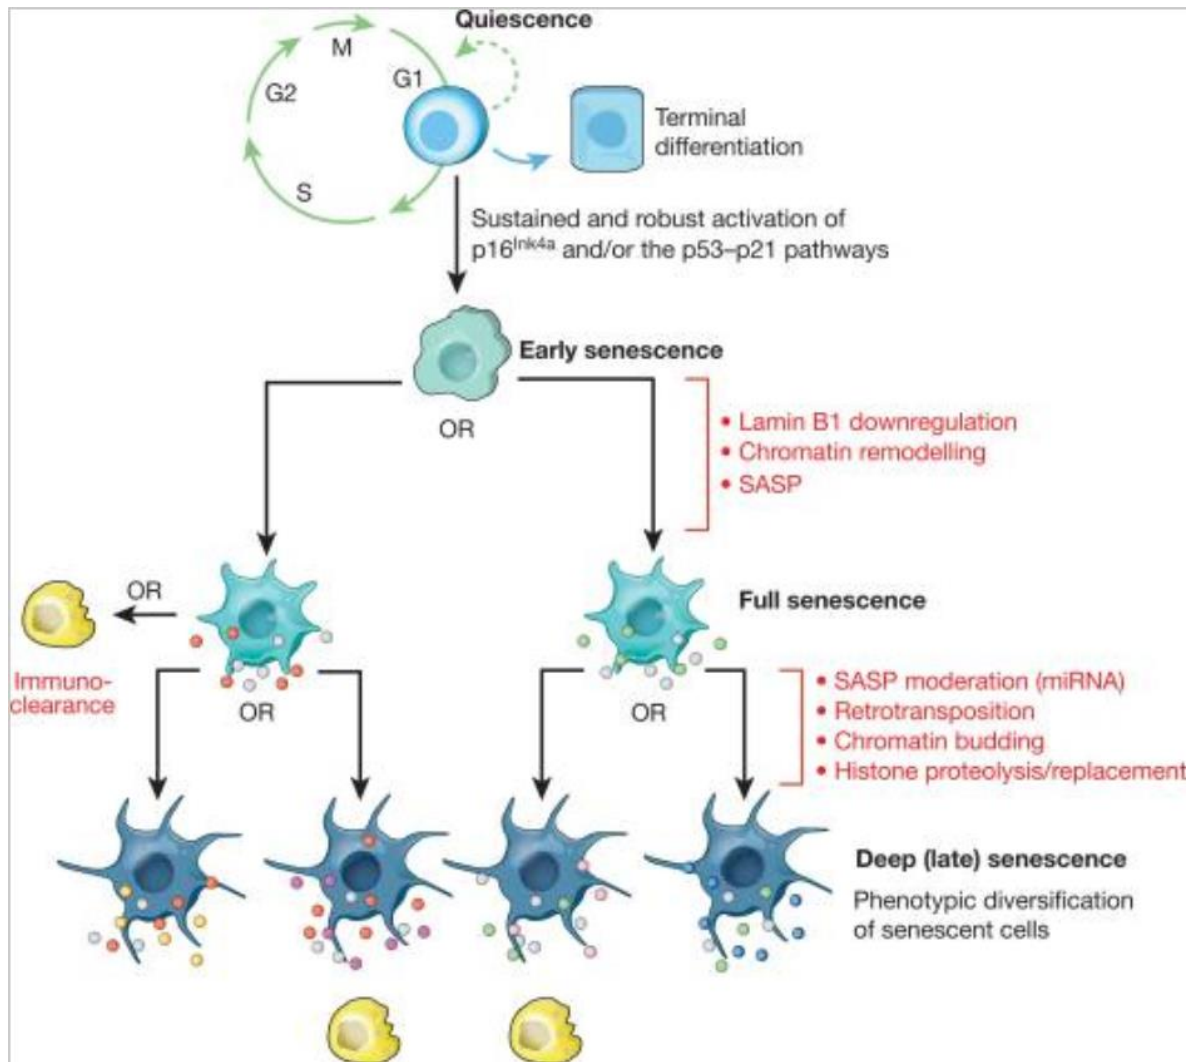 Quiescence
M
G1
G2
S
Terminal
differentiation
Sustained and robust activation of
p16Ink4a and/or the p53–p21 pathways
Early senescence
OR
• Lamin B1 downregulation
• Chromatin remodelling
• SASP
OR
Full senescence
Immuno-
clearance
OR
OR
• SASP moderation (miRNA)
• Retrotransposition
• Chromatin budding
• Histone proteolysis/replacement
Deep (late) senescence
Phenotypic diversification
of senescent cells